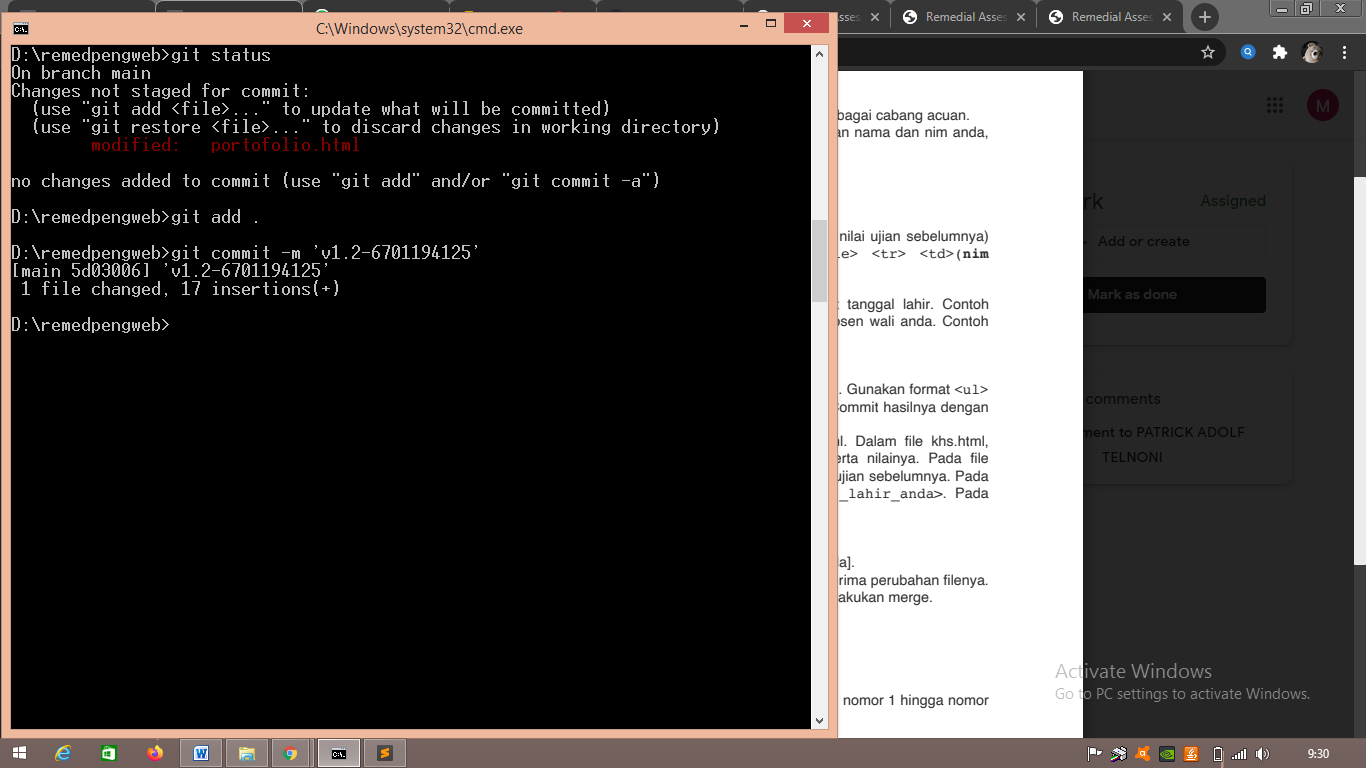 C:\Windows\system32\cmd.exe
D:\remedpengweb>git status
On branch main
Changes not staged for commit:
  (use "git add <file>..." to update what will be committed)
  (use "git restore <file>..." to discard changes in working directory)
        modified:   portofolio.html
no changes added to commit (use "git add" and/or "git commit -a")
D:\remedpengweb>git add .
D:\remedpengweb>git commit -m 'v1.2-6701194125'
[main 5d03006] 'v1.2-6701194125'
 1 file changed, 17 insertions(+)
D:\remedpengweb>
Asses
Remedial Asses
Remedial Asses
bagai cabang acuan.
an nama dan nim anda,
nilai ujian sebelumnya)
le> <tr> <td>(nim
tanggal lahir. Contoh
osen wali anda. Contoh
. Gunakan format <ul>
Commit hasilnya dengan
ul. Dalam file khs.html,
erta nilainya. Pada file
ujian sebelumnya. Pada
_lahir_anda>. Pada
da].
rima perubahan filenya.
akukan merge.
nomor 1 hingga nomor
M
rk
Assigned
Add or create
Mark as done
comments
ment to PATRICK ADOLF
TELNONI
Activate Windows
Go to PC settings to activate Windows.
9:30